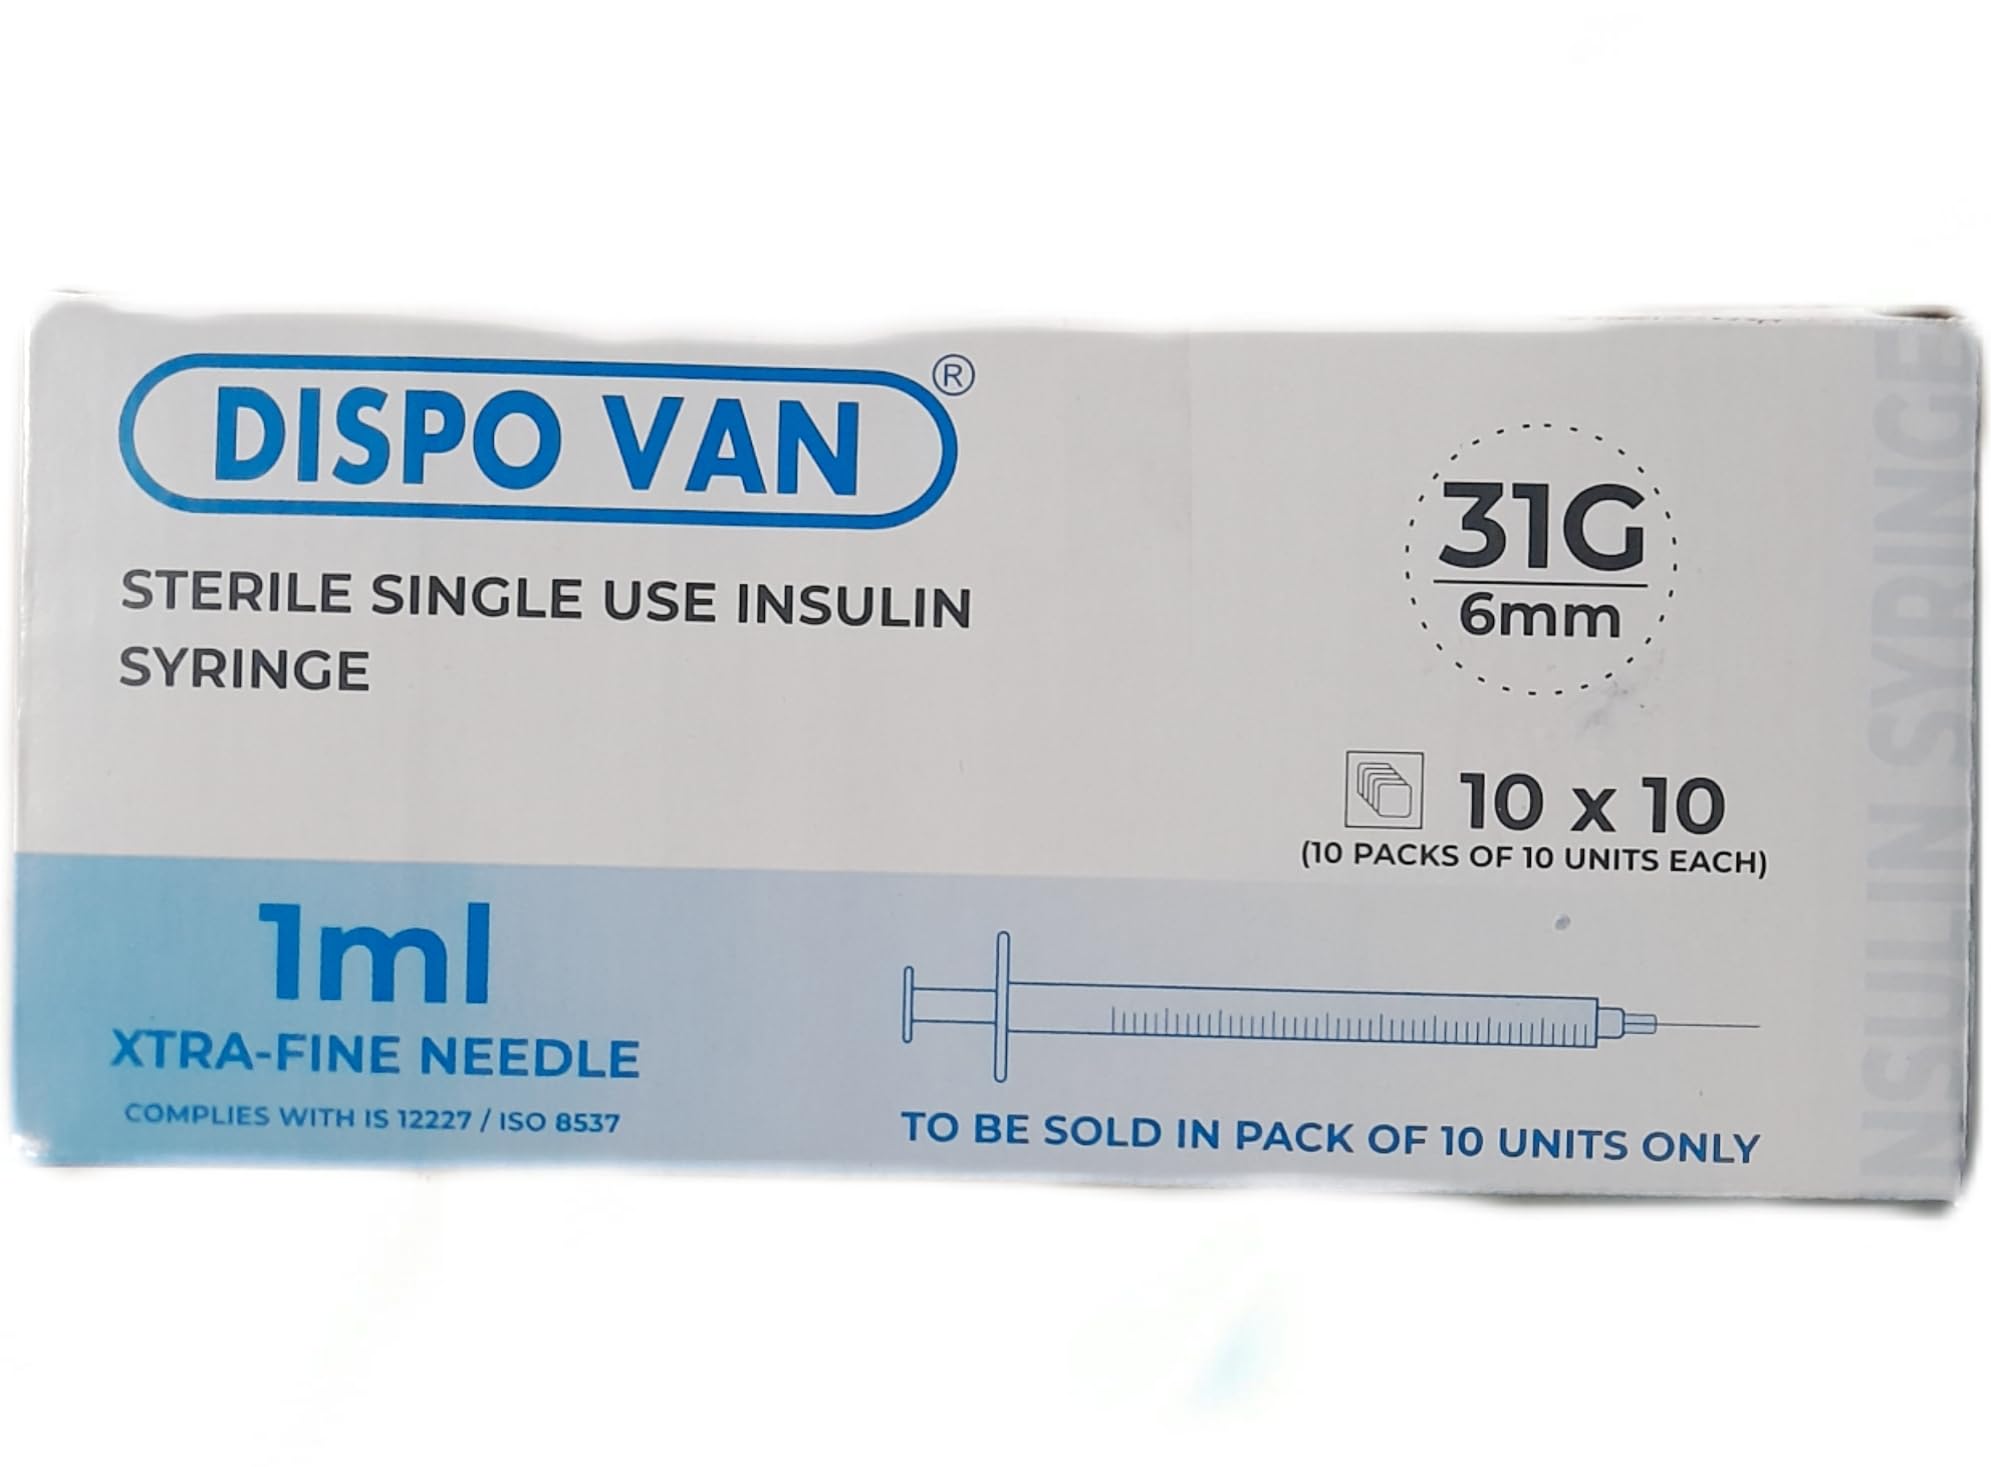 DISPO VAN®
STERILE SINGLE USE INSULIN
SYRINGE
31G
6mm
10 x 10
(10 PACKS OF 10 UNITS EACH)
1ml
XTRA-FINE NEEDLE
COMPLIES WITH IS 12227 / ISO 8537
TO BE SOLD IN PACK OF 10 UNITS ONLY
INSULIN SYRINGE